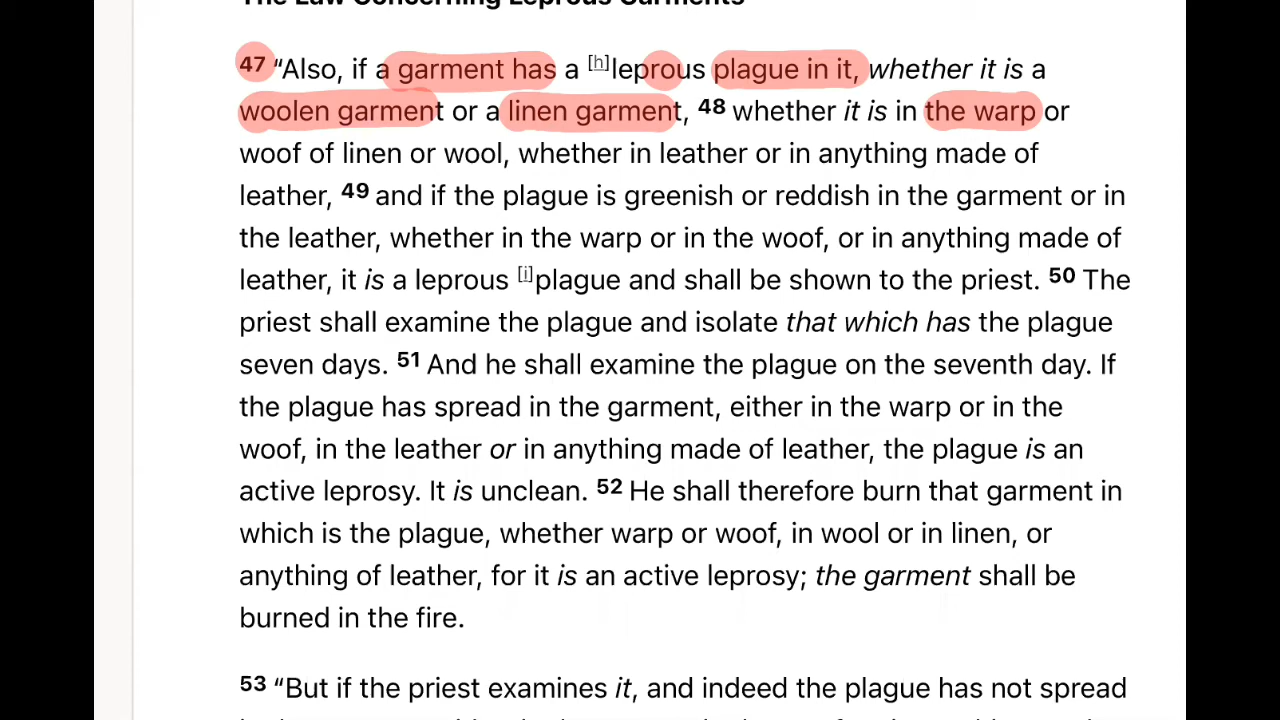 The Law Concerning Leprous Garments
47 “Also, if a garment has a [h]leprous plague in it, whether it is a
woolen garment or a linen garment, 48 whether it is in the warp or
woof of linen or wool, whether in leather or in anything made of
leather, 49 and if the plague is greenish or reddish in the garment or in
the leather, whether in the warp or in the woof, or in anything made of
leather, it is a leprous [i]plague and shall be shown to the priest. 50 The
priest shall examine the plague and isolate that which has the plague
seven days. 51 And he shall examine the plague on the seventh day. If
the plague has spread in the garment, either in the warp or in the
woof, in the leather or in anything made of leather, the plague is an
active leprosy. It is unclean. 52 He shall therefore burn that garment in
which is the plague, whether warp or woof, in wool or in linen, or
anything of leather, for it is an active leprosy; the garment shall be
burned in the fire.
53 “But if the priest examines it, and indeed the plague has not spread